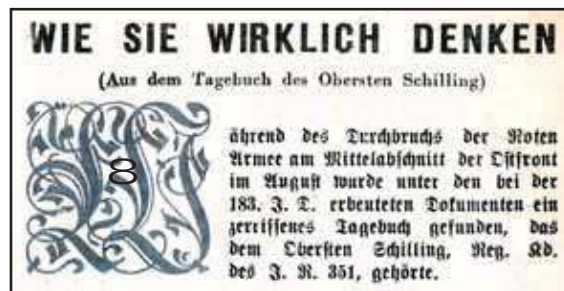 WIE SIE WIRKLICH DENKEN
(Aus dem Tagebuch des Obersten Schilling)
8
W
ährend des Durchbruchs der Roten
Armee am Mittelabschnitt der Ostfront
im August wurde unter den bei der
183. J. D. erbeuteten Dokumenten ein
zerrissenes Tagebuch gefunden, das
dem Obersten Schilling, Reg. Kd.
des J. R. 351, gehörte.